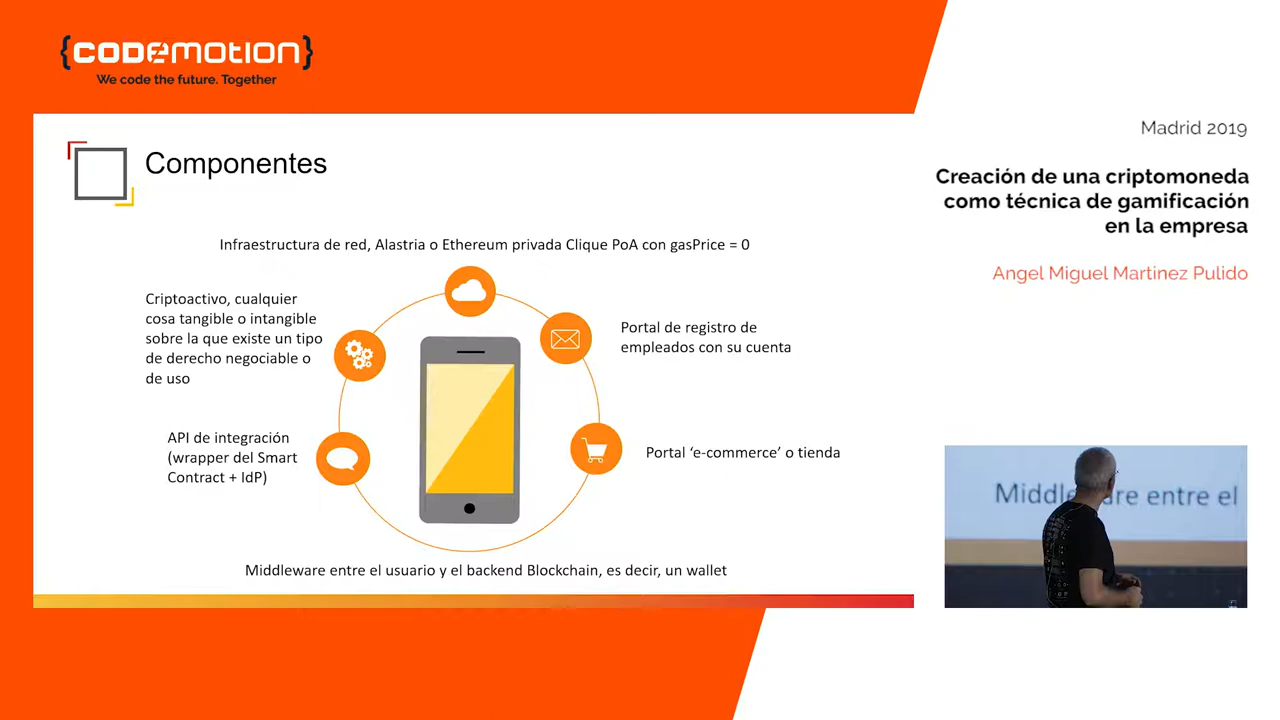 {CODEMOTION}
We code the future. Together
Madrid 2019
Creación de una criptomoneda
como técnica de gamificación
en la empresa
Angel Miguel Martinez Pulido
Componentes
Infraestructura de red, Alastria o Ethereum privada Clique PoA con gasPrice = 0
Criptoactivo, cualquier
cosa tangible o intangible
sobre la que existe un tipo
de derecho negociable o
de uso
Portal de registro de
empleados con su cuenta
API de integración
(wrapper del Smart
Contract + IdP)
Portal ‘e-commerce’ o tienda
Middleware entre el usuario y el backend Blockchain, es decir, un wallet
Middleware entre el